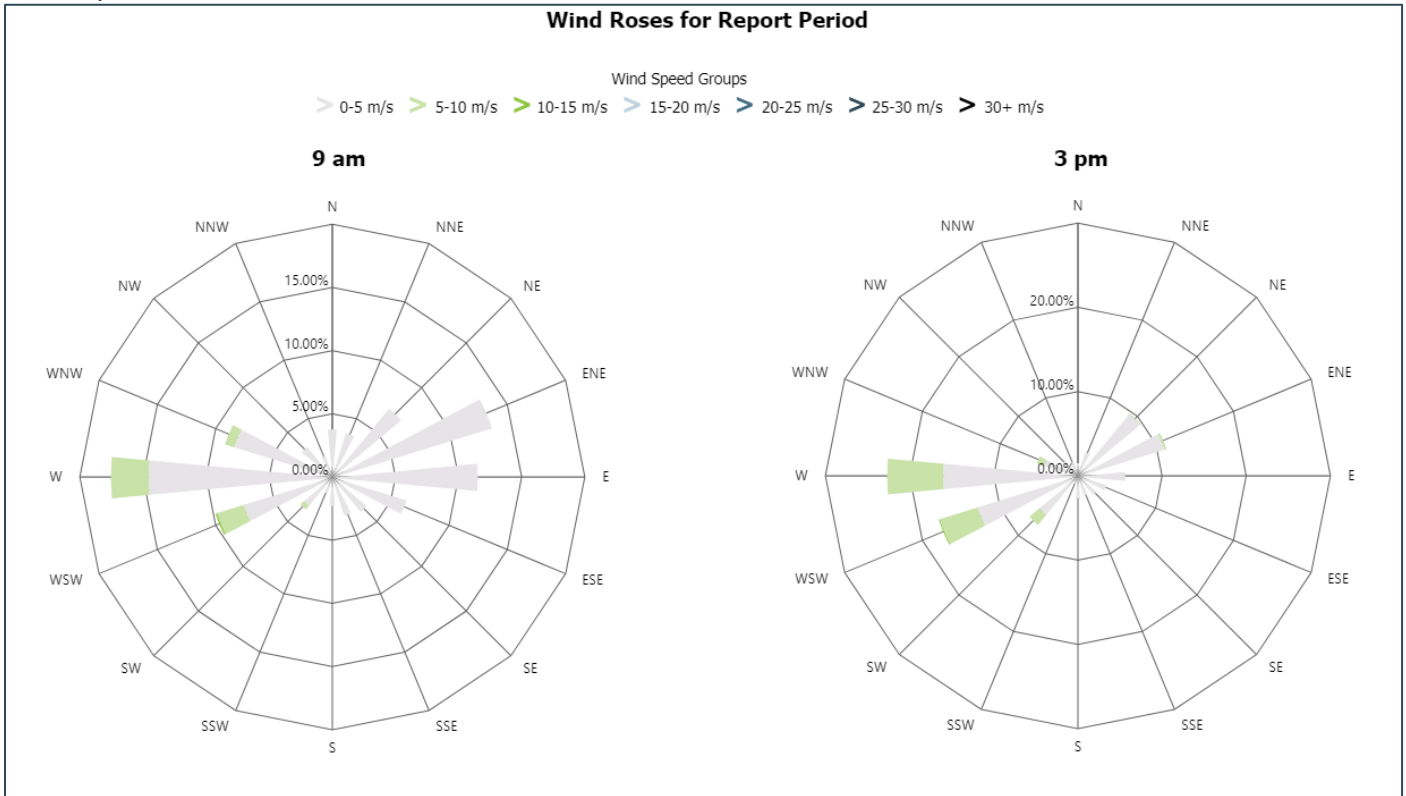 Wind Roses for Report Period
Wind Speed Groups
> 0-5 m/s > 5-10 m/s > 10-15 m/s > 15-20 m/s > 20-25 m/s > 25-30 m/s > 30+ m/s
9 am
N
NNW
NNE
NW
NE
15.00%
WNW
ENE
10.00%
5.00%
W
0.00%
E
WSW
ESE
SW
SE
SSW
SSE
S
3 pm
N
NNW
NNE
NW
NE
20.00%
WNW
ENE
10.00%
W
0.00%
E
WSW
ESE
SW
SE
SSW
SSE
S